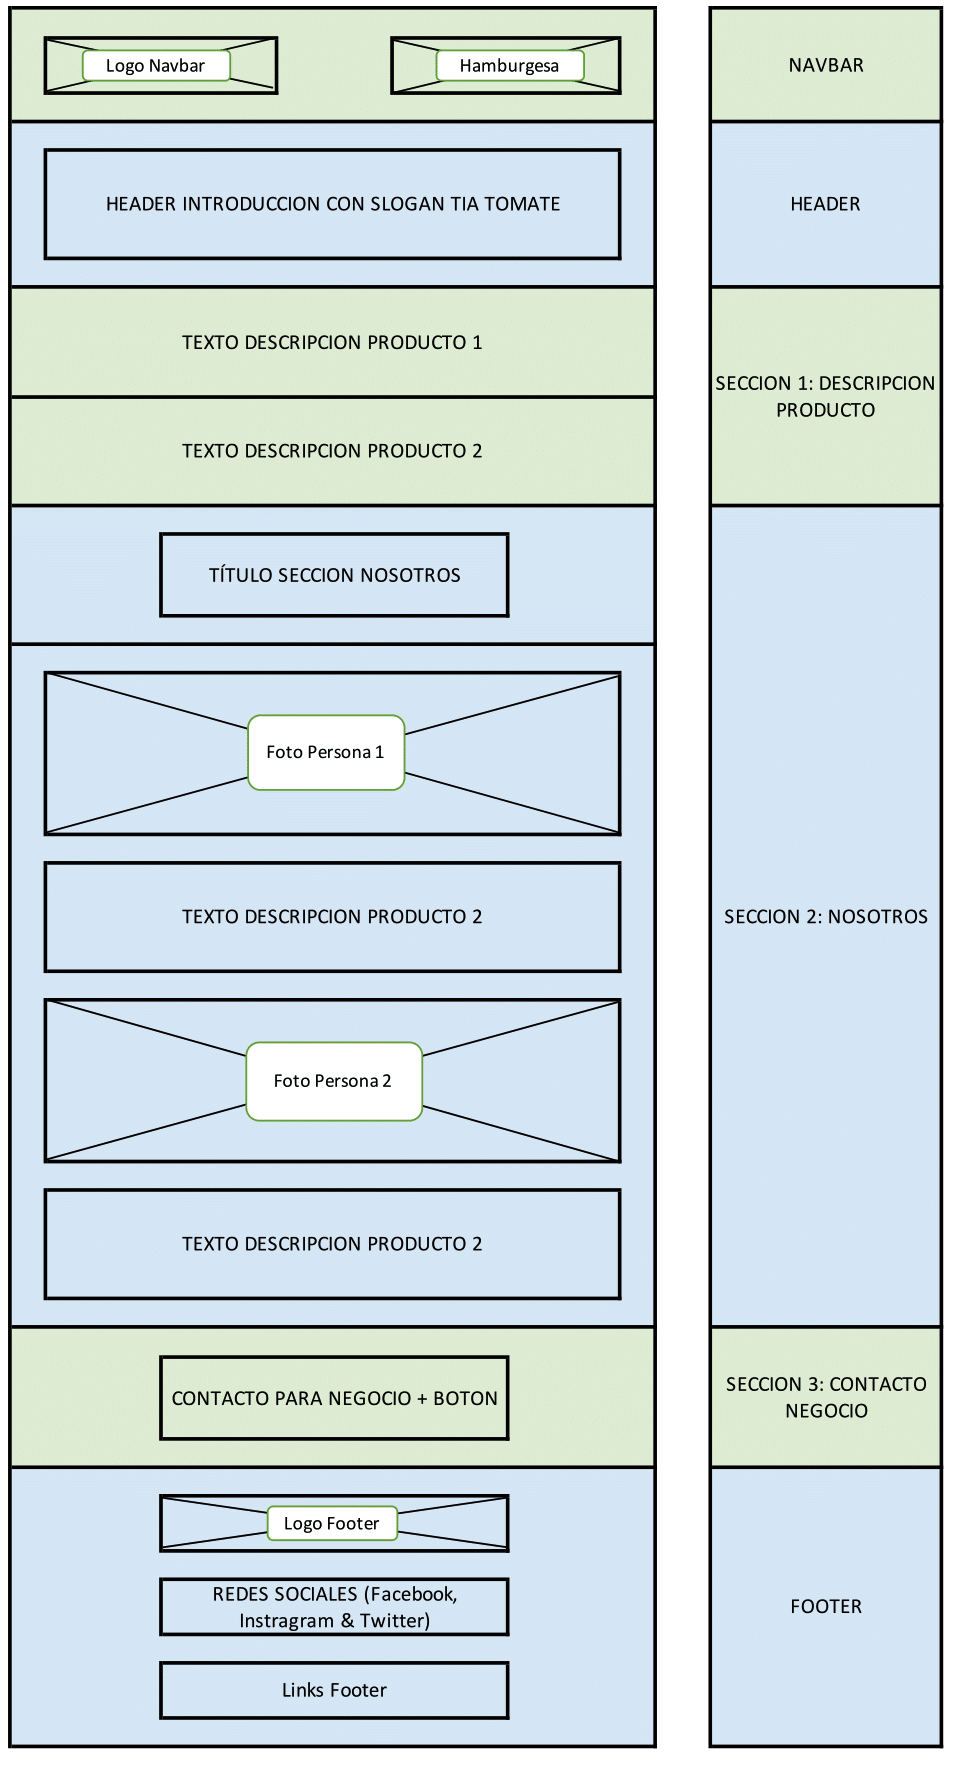 Logo Navbar
Hamburgesa
NAVBAR
HEADER INTRODUCCION CON SLOGAN TIA TOMATE
HEADER
TEXTO DESCRIPCION PRODUCTO 1
TEXTO DESCRIPCION PRODUCTO 2
SECCION 1: DESCRIPCION
PRODUCTO
TÍTULO SECCION NOSOTROS
Foto Persona 1
TEXTO DESCRIPCION PRODUCTO 2
Foto Persona 2
TEXTO DESCRIPCION PRODUCTO 2
SECCION 2: NOSOTROS
CONTACTO PARA NEGOCIO + BOTON
SECCION 3: CONTACTO
NEGOCIO
Logo Footer
REDES SOCIALES (Facebook,
Instragram & Twitter)
Links Footer
FOOTER